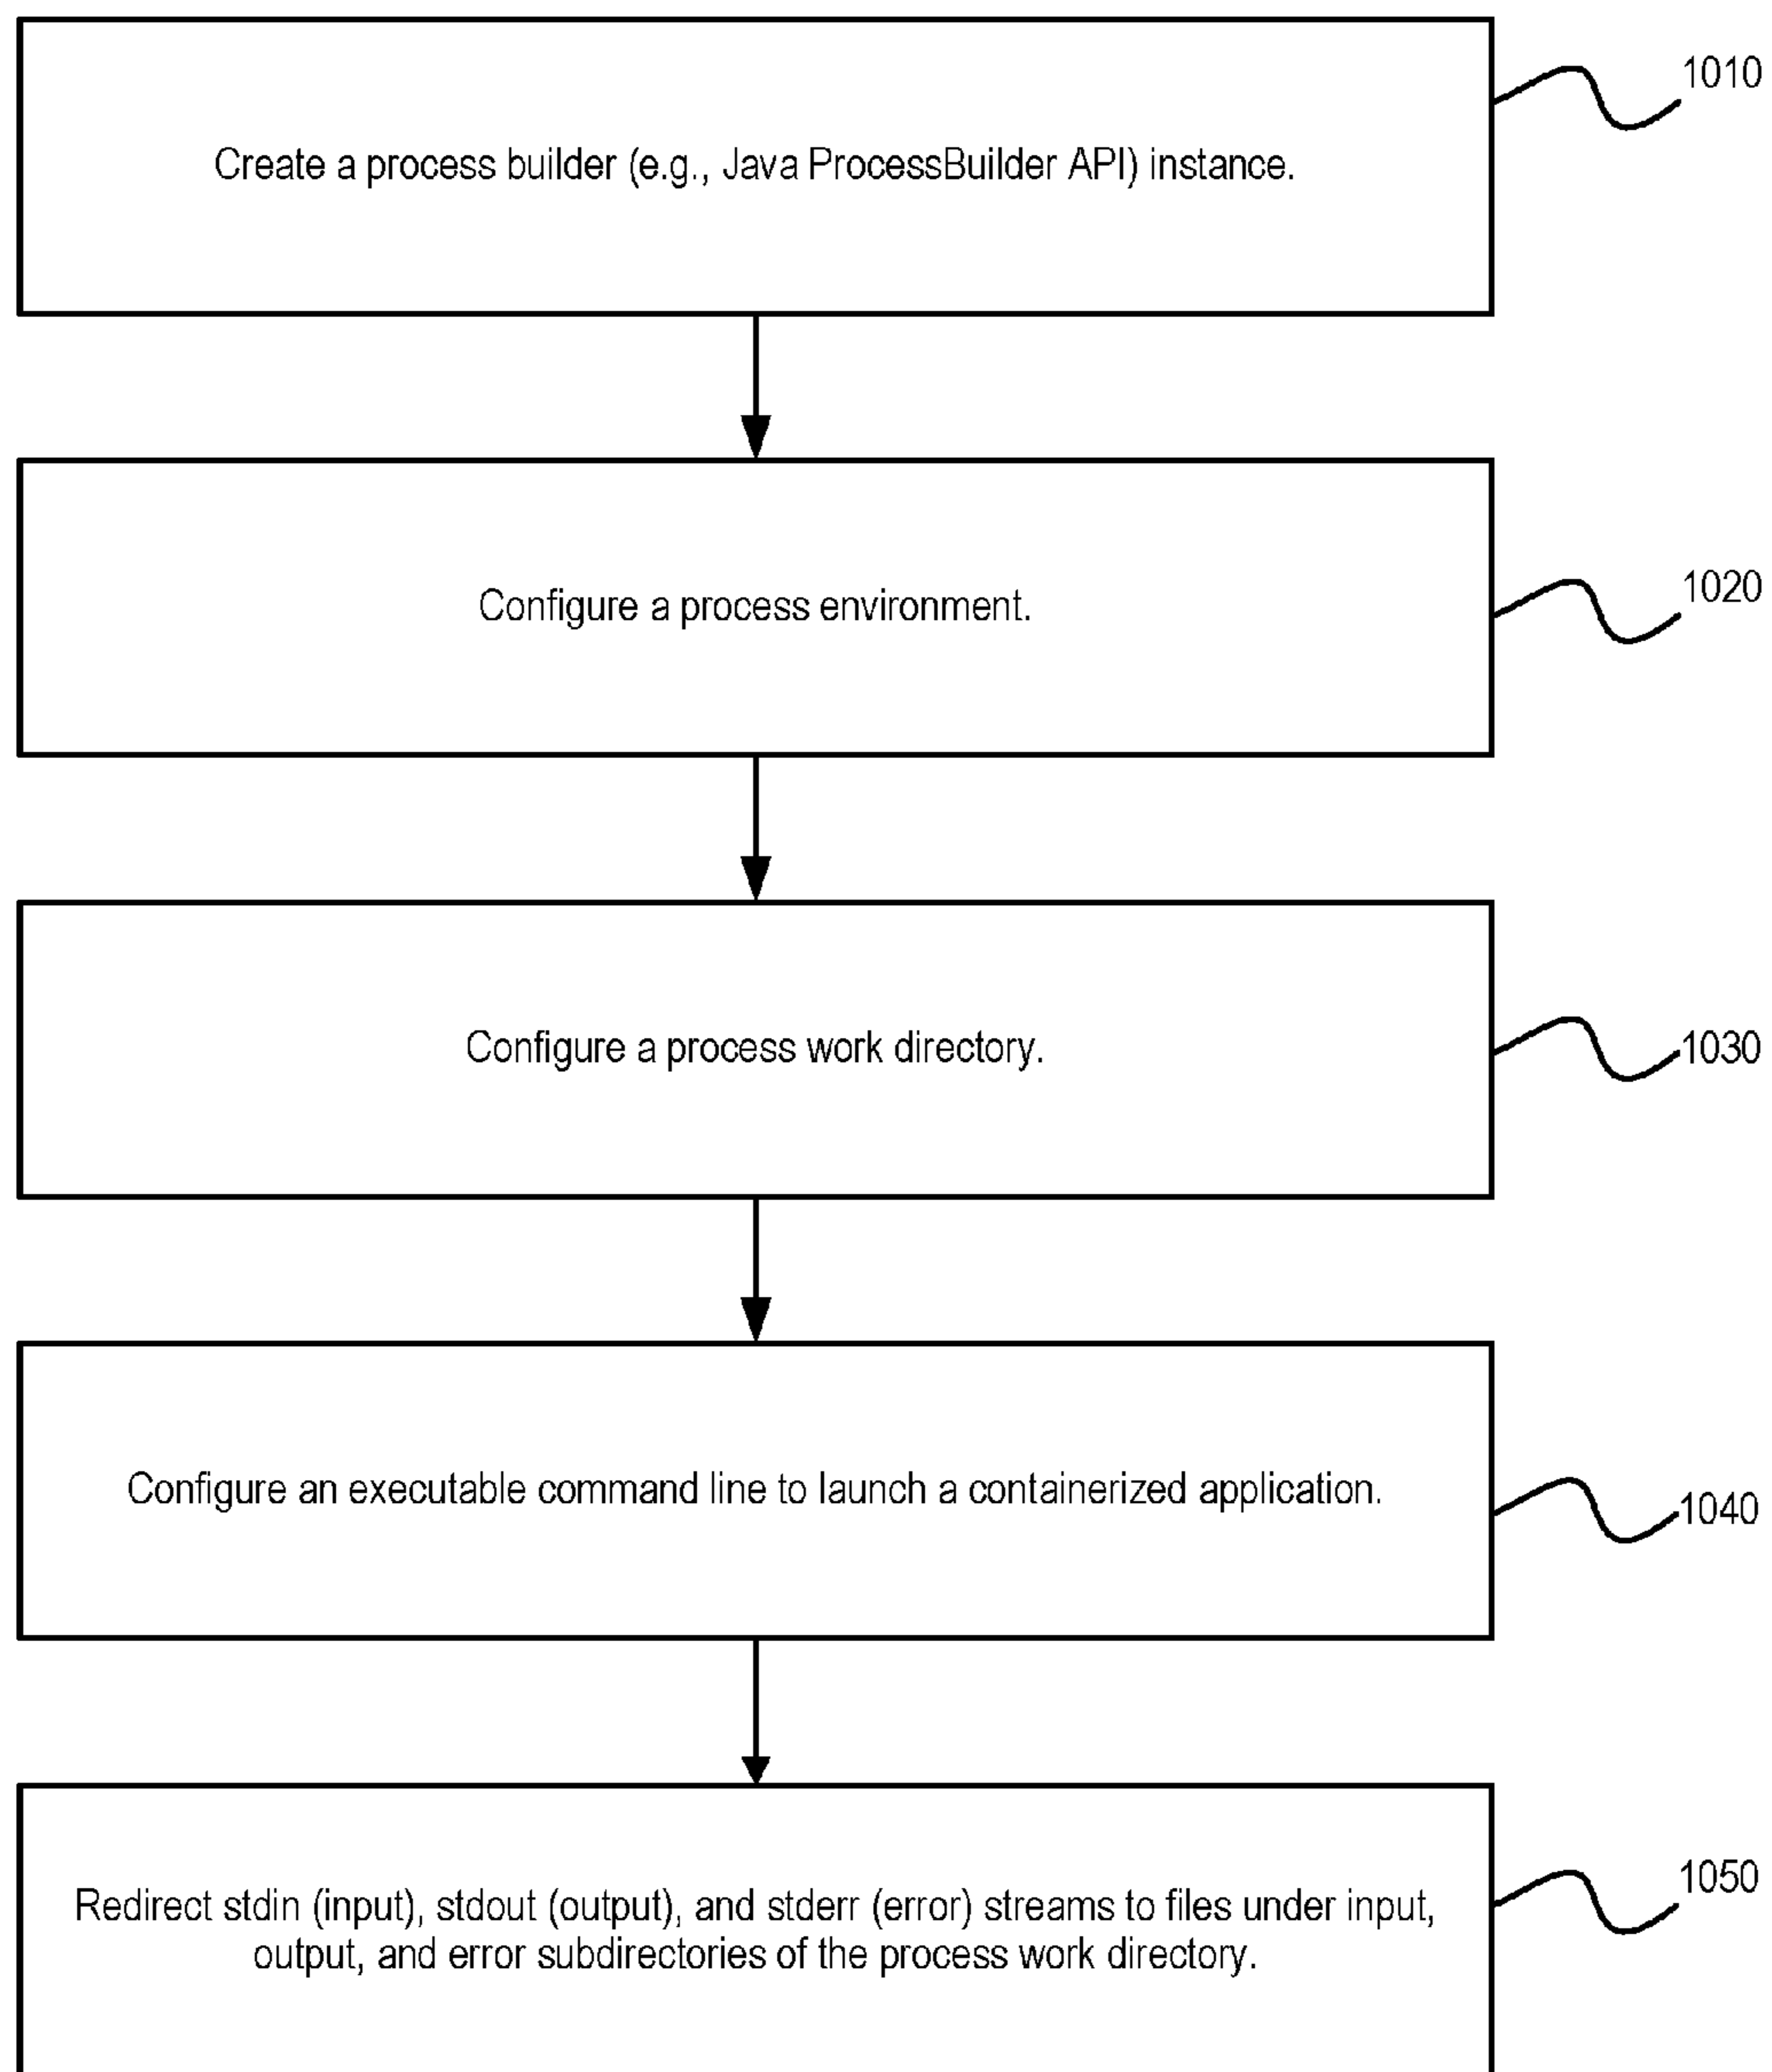 Create a process builder (e.g., Java ProcessBuilder API) instance.
1010
Configure a process environment.
1020
Configure a process work directory.
1030
Configure an executable command line to launch a containerized application.
1040
Redirect stdin (input), stdout (output), and stderr (error) streams to files under input,
output, and error subdirectories of the process work directory.
1050